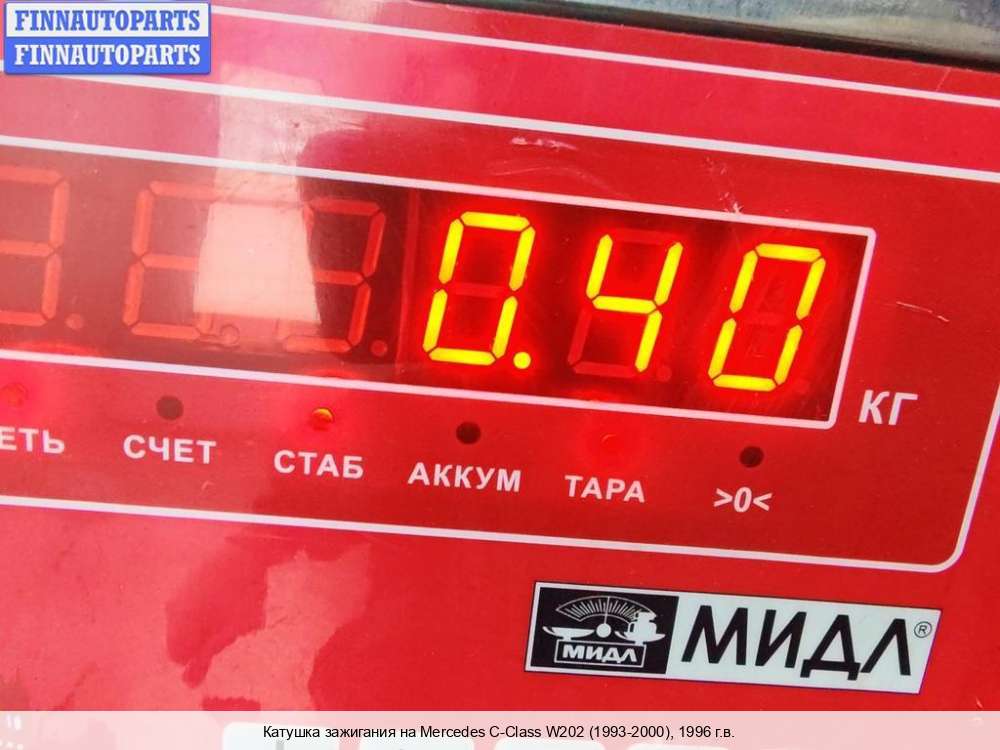 FINNAUTOPARTS
FINNAUTOPARTS
0.40
КГ
ЕТЬ СЧЕТ СТАБ АККУМ ТАРА >0<
МИДЛ МИДЛ®
Катушка зажигания на Mercedes C-Class W202 (1993-2000), 1996 г.в.